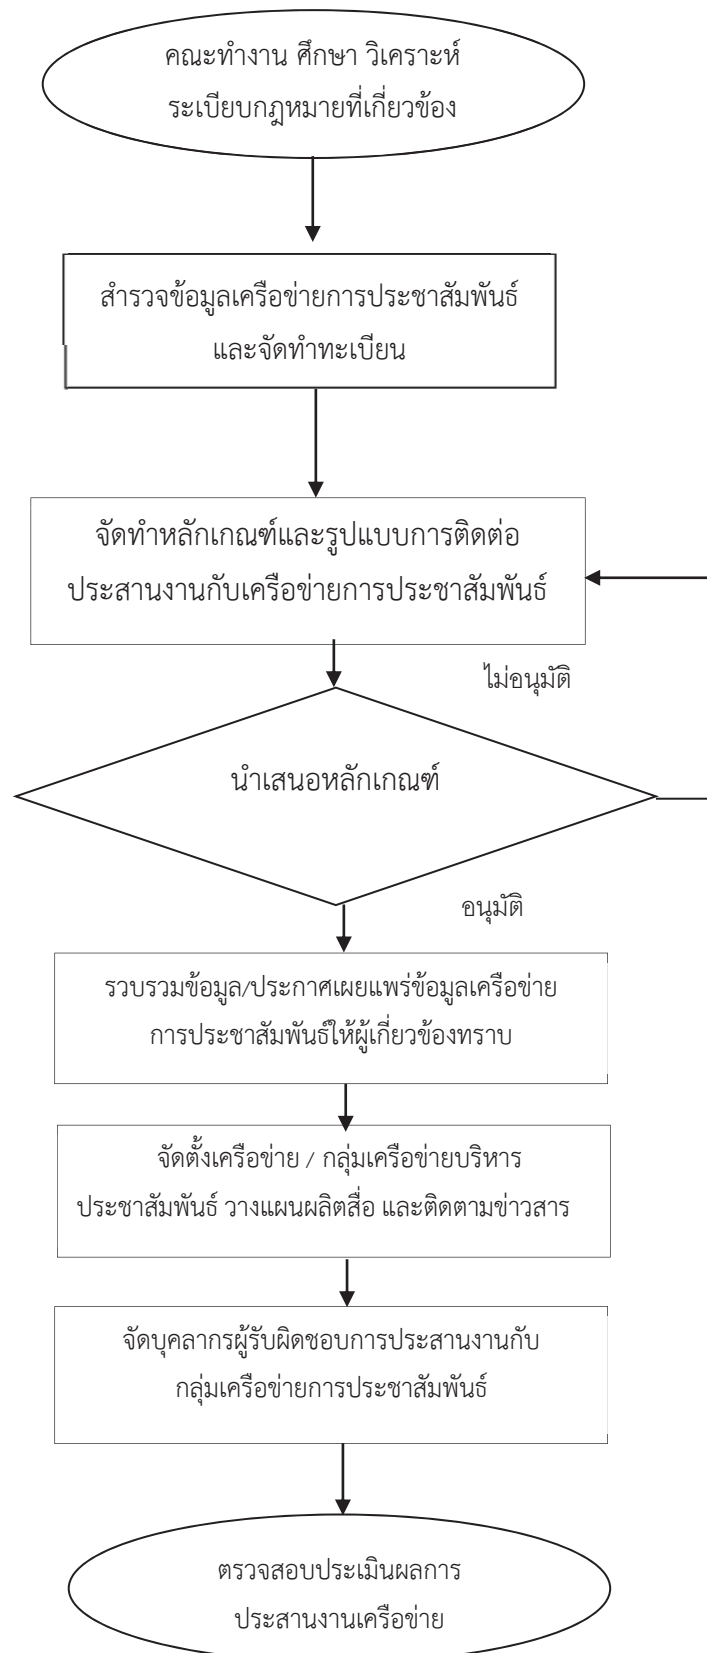 คณะทำงาน ศึกษา วิเคราะห์
ระเบียบกฎหมายที่เกี่ยวข้อง
สำรวจข้อมูลเครือข่ายการประชาสัมพันธ์
และจัดทำทะเบียน
จัดทำหลักเกณฑ์และรูปแบบการติดต่อ
ประสานงานกับเครือข่ายการประชาสัมพันธ์
ไม่อนุมัติ
นำเสนอหลักเกณฑ์
อนุมัติ
รวบรวมข้อมูล/ประกาศเผยแพร่ข้อมูลเครือข่าย
การประชาสัมพันธ์ให้ผู้เกี่ยวข้องทราบ
จัดตั้งเครือข่าย / กลุ่มเครือข่ายบริหาร
ประชาสัมพันธ์ วางแผนผลิตสื่อ และติดตามข่าวสาร
จัดบุคลากรผู้รับผิดชอบการประสานงานกับ
กลุ่มเครือข่ายการประชาสัมพันธ์
ตรวจสอบประเมินผลการ
ประสานงานเครือข่าย